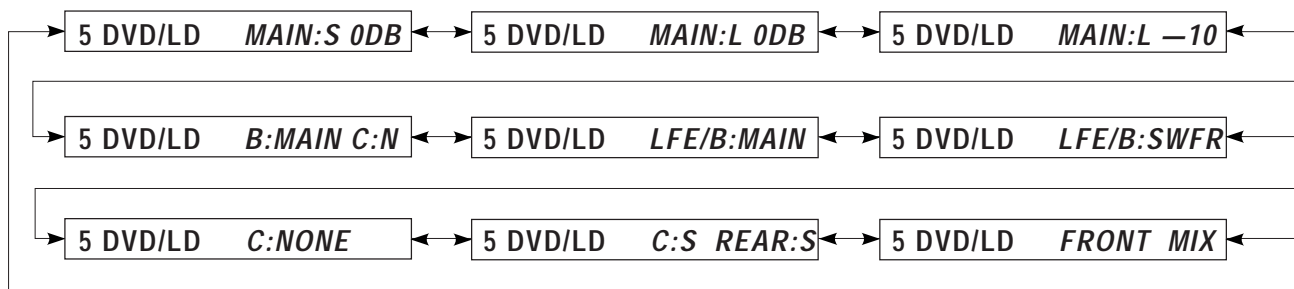 5 DVD/LD MAIN:S 0DB 5 DVD/LD MAIN:L 0DB 5 DVD/LD MAIN:L —10
5 DVD/LD B:MAIN C:N 5 DVD/LD LFE/B:MAIN 5 DVD/LD LFE/B:SWFR
5 DVD/LD C:NONE 5 DVD/LD C:S REAR:S 5 DVD/LD FRONT MIX